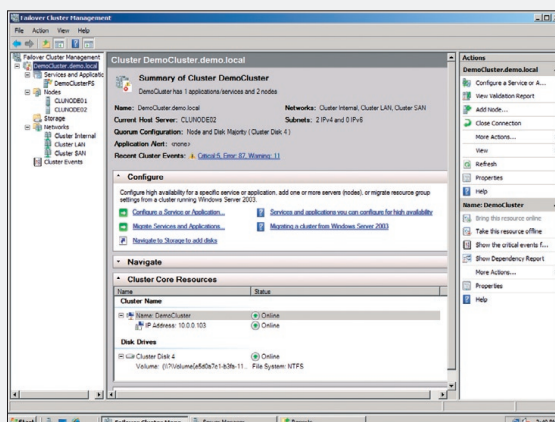 Failover Cluster Management
File Action View Help
Failover Cluster Management
DemoCluster.demo.local
Services and Applicatic
DemoClusterFS
Nodes
CLUNODE01
CLUNODE02
Storage
Networks
Cluster Internal
Cluster LAN
Cluster SAN
Cluster Events
Cluster DemoCluster.demo.local
Summary of Cluster DemoCluster
DemoCluster has 1 applications/services and 2 nodes
Name: DemoCluster.demo.local
Networks: Cluster Internal, Cluster LAN, Cluster SAN
Current Host Server: CLUNODE02
Subnets: 2 IPv4 and 0 IPv6
Quorum Configuration: Node and Disk Majority (Cluster Disk 4)
Application Alert: <none>
Recent Cluster Events: Critical: 5, Error: 87, Warning: 11
Configure
Configure high availability for a specific service or application, add one or more servers (nodes), or migrate resource group
settings from a cluster running Windows Server 2003.
Configure a Service or Application...
Services and applications you can configure for high availability
Migrate Services and Applications...
Migrating a cluster from Windows Server 2003
Navigate to Storage to add disks
Navigate
Cluster Core Resources
Name Status
Cluster Name
Name: DemoCluster Online
IP Address: 10.0.0.103 Online
Disk Drives
Cluster Disk 4 Online
File System: NTFS
Actions
DemoCluster.demo.local
Configure a Service or A...
View Validation Report
Add Node...
Close Connection
More Actions...
View
Refresh
Properties
Help
Name: DemoCluster
Bring this resource online
Take this resource offline
Show the critical events f...
Show Dependency Report
More Actions...
Properties
Help